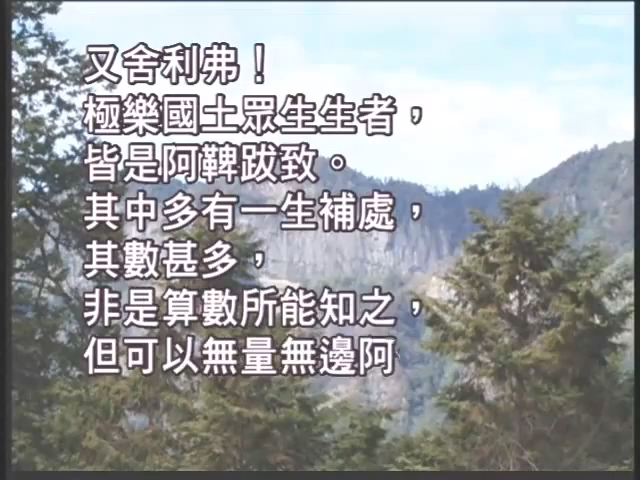 又舍利弗！
極樂國土眾生生者，
皆是阿鞞跋致。
其中多有一生補處，
其數甚多，
非是算數所能知之，
但可以無量無邊阿